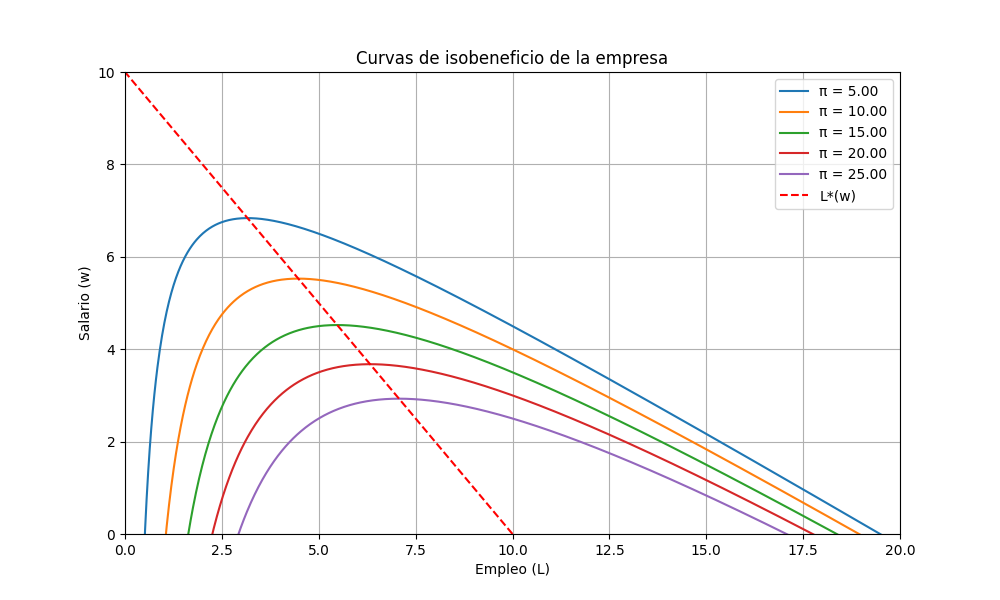 Curvas de isobeneficio de la empresa
π = 5.00
π = 10.00
π = 15.00
π = 20.00
π = 25.00
L*(w)
Salario (w)
10
8
6
4
2
0
0.0 2.5 5.0 7.5 10.0 12.5 15.0 17.5 20.0
Empleo (L)